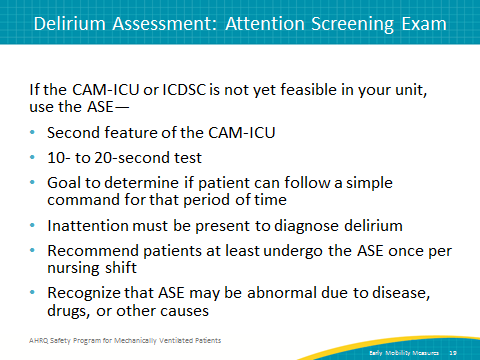 Delirium Assessment: Attention Screening Exam
If the CAM-ICU or ICDSC is not yet feasible in your unit,
use the ASE—
• Second feature of the CAM-ICU
• 10- to 20-second test
• Goal to determine if patient can follow a simple
command for that period of time
• Inattention must be present to diagnose delirium
• Recommend patients at least undergo the ASE once per
nursing shift
• Recognize that ASE may be abnormal due to disease,
drugs, or other causes
AHRQ Safety Program for Mechanically Ventilated Patients
Early Mobility Measures 19